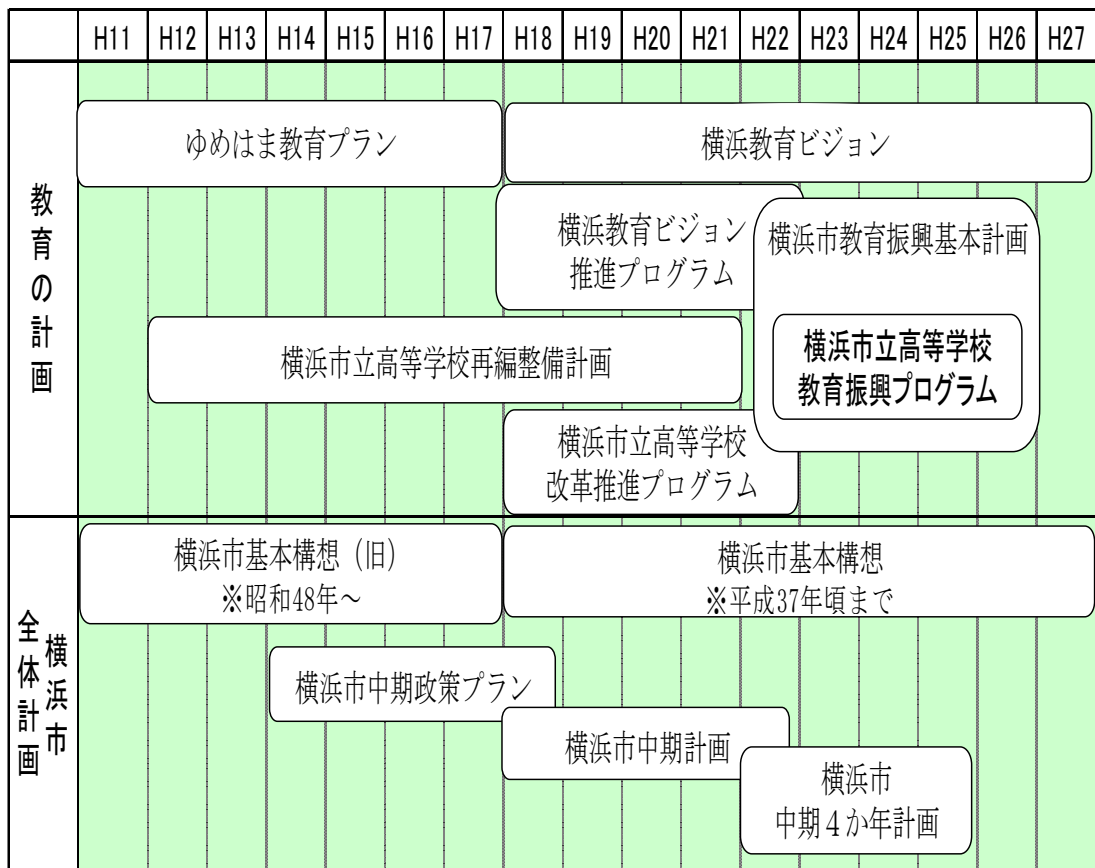 H11 H12 H13 H14 H15 H16 H17 H18 H19 H20 H21 H22 H23 H24 H25 H26 H27
教育の計画
ゆめはま教育プラン
横浜教育ビジョン
横浜教育ビジョン
推進プログラム
横浜市教育振興基本計画
横浜市立高等学校
教育振興プログラム
横浜市立高等学校再編整備計画
横浜市立高等学校
改革推進プログラム
横浜市
全体計画
横浜市基本構想（旧）
※昭和48年～
横浜市基本構想
※平成37年頃まで
横浜市中期政策プラン
横浜市中期計画
横浜市
中期４か年計画